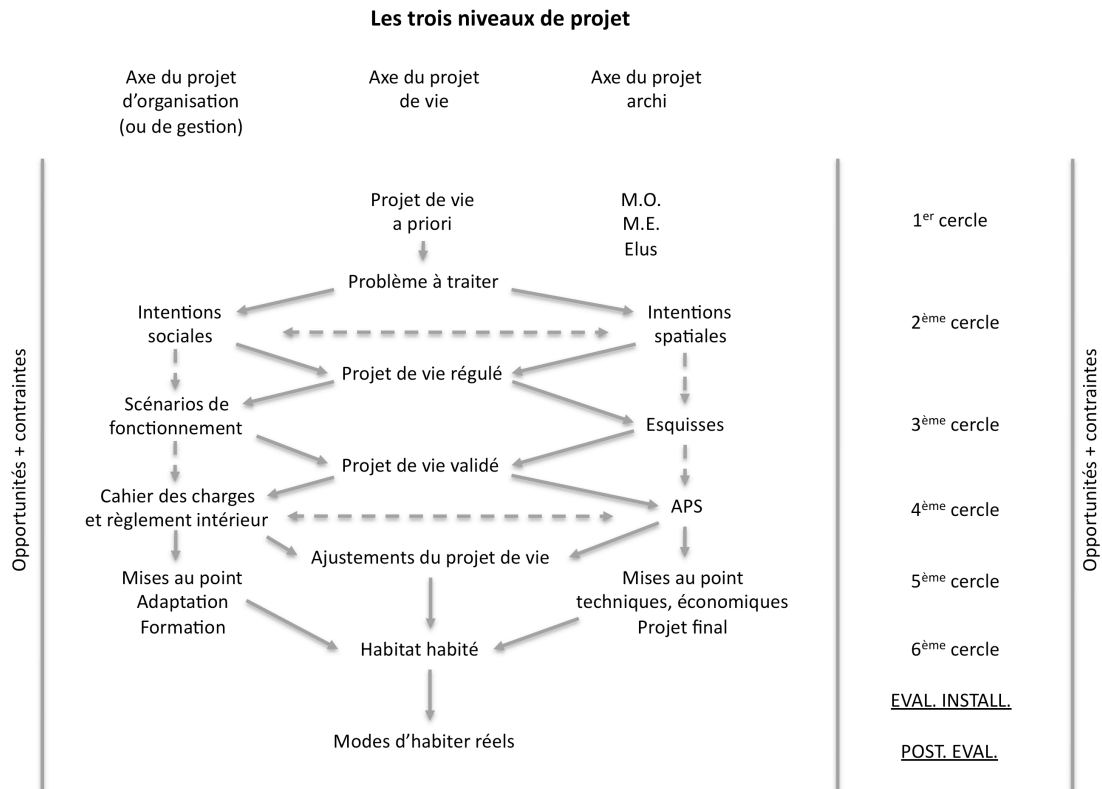 Les trois niveaux de projet
Axe du projet
d’organisation
(ou de gestion)
Axe du projet
de vie
Axe du projet
archi
Projet de vie
a priori
M.O.
M.E.
Elus
1er cercle
Problème à traiter
Intentions
sociales
Intentions
spatiales
2ème cercle
Projet de vie régulé
Scénarios de
fonctionnement
Esquisses
3ème cercle
Projet de vie validé
Cahier des charges
et règlement intérieur
APS
4ème cercle
Ajustements du projet de vie
Mises au point
Adaptation
Formation
Mises au point
techniques, économiques
Projet final
5ème cercle
Habitat habité
6ème cercle
EVAL. INSTALL.
Modes d’habiter réels
POST. EVAL.
Opportunités + contraintes
Opportunités + contraintes